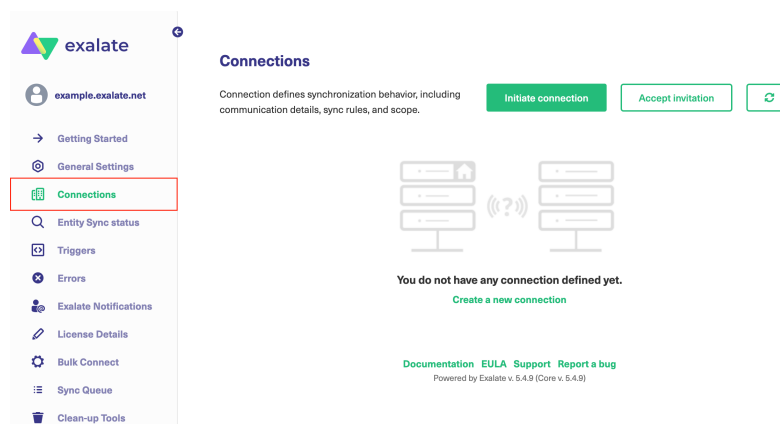 exalate
example.exalate.net
Getting Started
General Settings
Connections
Entity Sync status
Triggers
Errors
Exalate Notifications
License Details
Bulk Connect
Sync Queue
Clean-up Tools
Connections
Connection defines synchronization behavior, including
communication details, sync rules, and scope.
Initiate connection
Accept invitation
((?))
You do not have any connection defined yet.
Create a new connection
Documentation EULA Support Report a bug
Powered by Exalate v. 5.4.9 (Core v. 5.4.9)